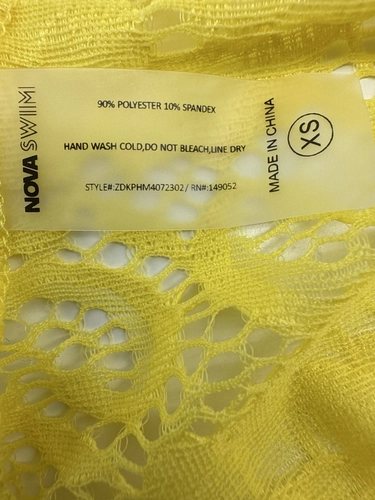 NOVA SWIM
90% POLYESTER 10% SPANDEX
HAND WASH COLD,DO NOT BLEACH,LINE DRY
STYLE#:ZDKPHM4072302/ RN#:149052
MADE IN CHINA
XS